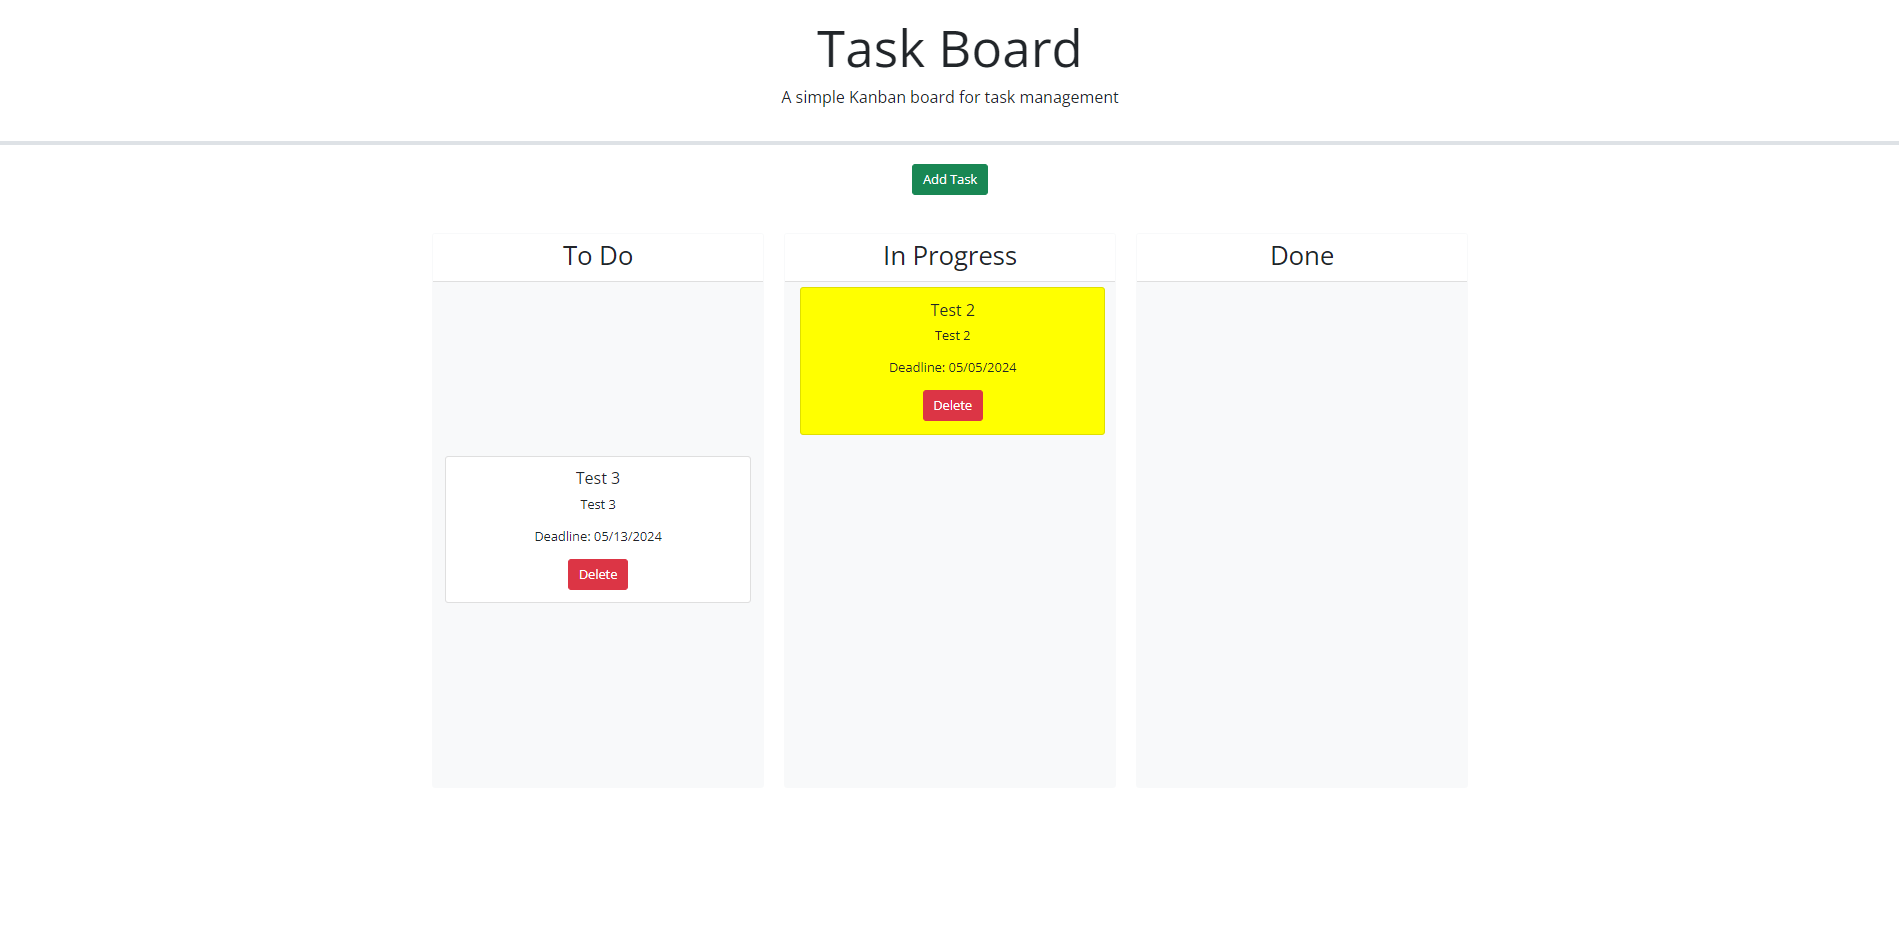 Task Board
A simple Kanban board for task management
Add Task
To Do
Test 3
Test 3
Deadline: 05/13/2024
Delete
In Progress
Test 2
Test 2
Deadline: 05/05/2024
Delete
Done